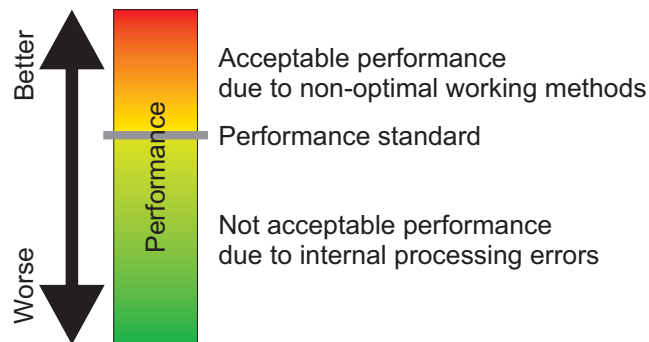 Better
Worse
Performance
Acceptable performance
due to non-optimal working methods
Performance standard
Not acceptable performance
due to internal processing errors